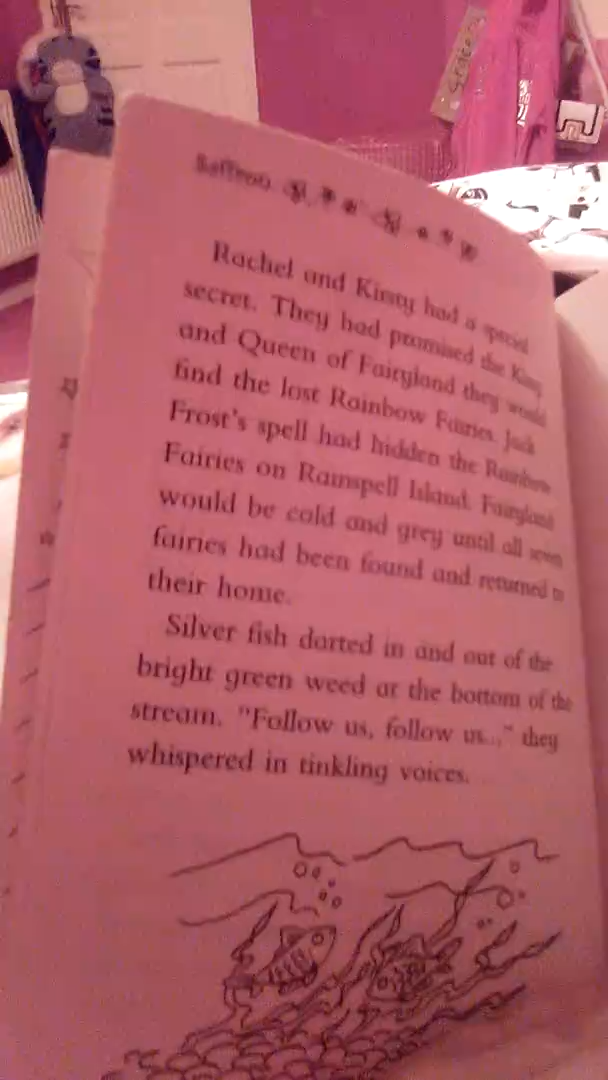 Saffron
Rachel and Kirsty had a special
secret. They had promised the King
and Queen of Fairyland they would
find the lost Rainbow Fairies. Jack
Frost's spell had hidden the Rainbow
Fairies on Rainspell Island. Fairyland
would be cold and grey until all seven
fairies had been found and returned to
their home.
Silver fish darted in and out of the
bright green weed at the bottom of the
stream. "Follow us, follow us..." they
whispered in tinkling voices.